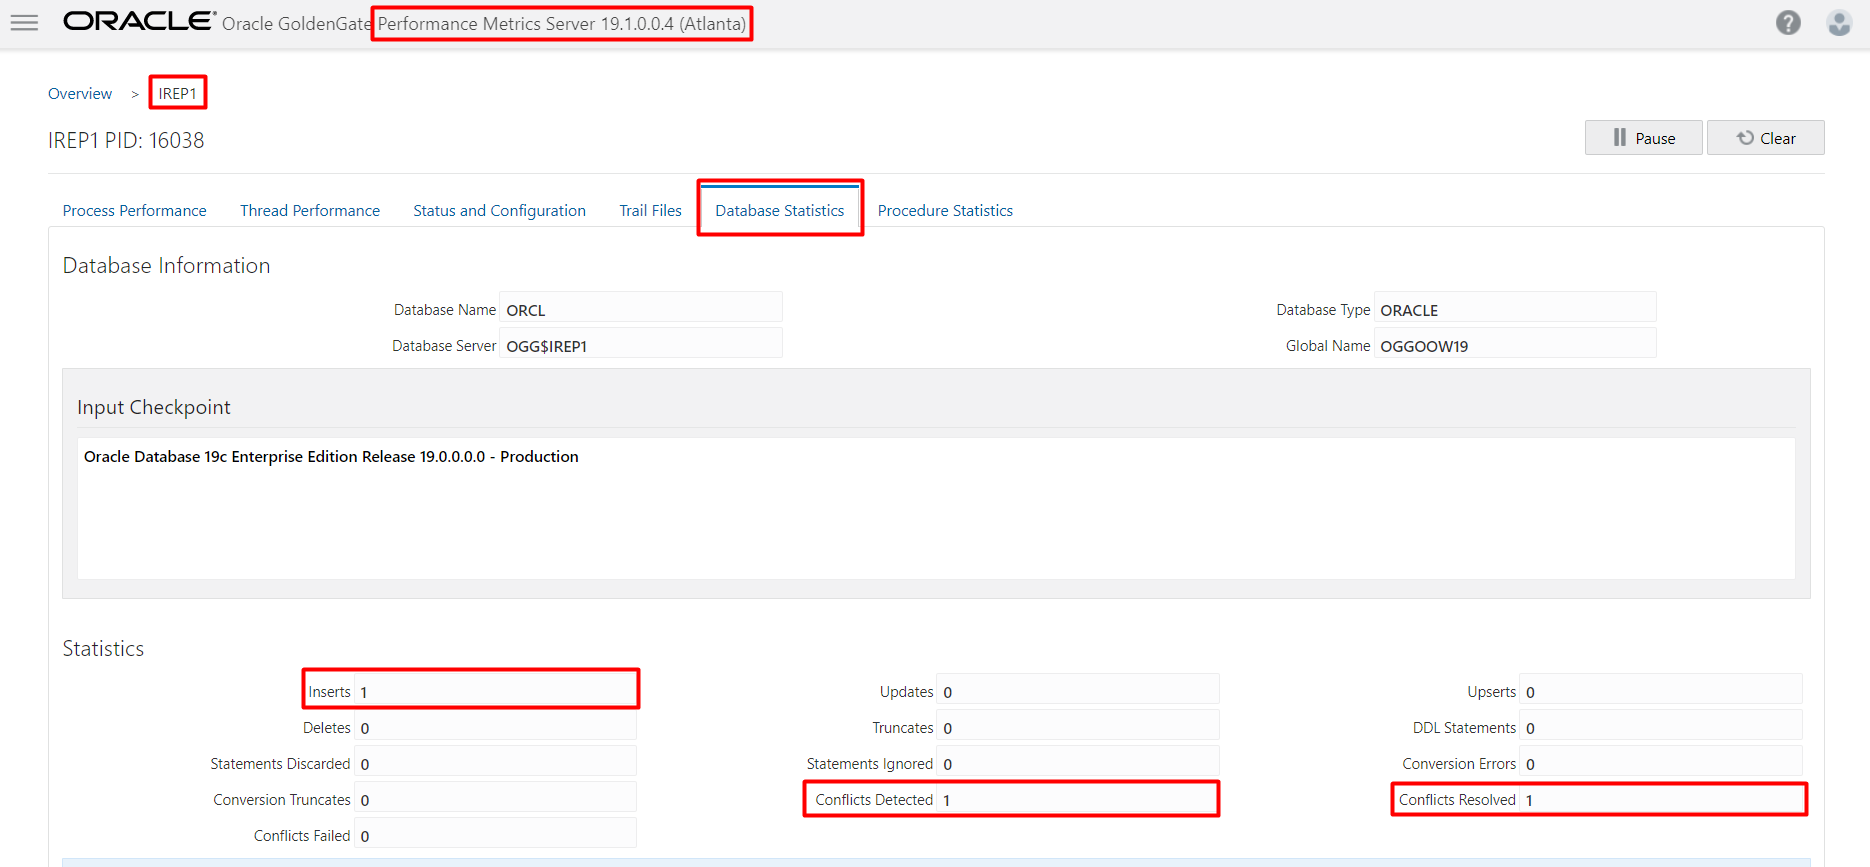 ORACLE® Oracle GoldenGate Performance Metrics Server 19.1.0.0.4 (Atlanta) ?
Overview > IREP1
IREP1 PID: 16038 Pause Clear
Process Performance Thread Performance Status and Configuration Trail Files Database Statistics Procedure Statistics
Database Information
Database Name ORCL Database Type ORACLE
Database Server OGG$IREP1 Global Name OGGOOW19
Input Checkpoint
Oracle Database 19c Enterprise Edition Release 19.0.0.0.0 - Production
Statistics
Inserts 1 Updates 0 Upserts 0
Deletes 0 Truncates 0 DDL Statements 0
Statements Discarded 0 Statements Ignored 0 Conversion Errors 0
Conversion Truncates 0 Conflicts Detected 1 Conflicts Resolved 1
Conflicts Failed 0